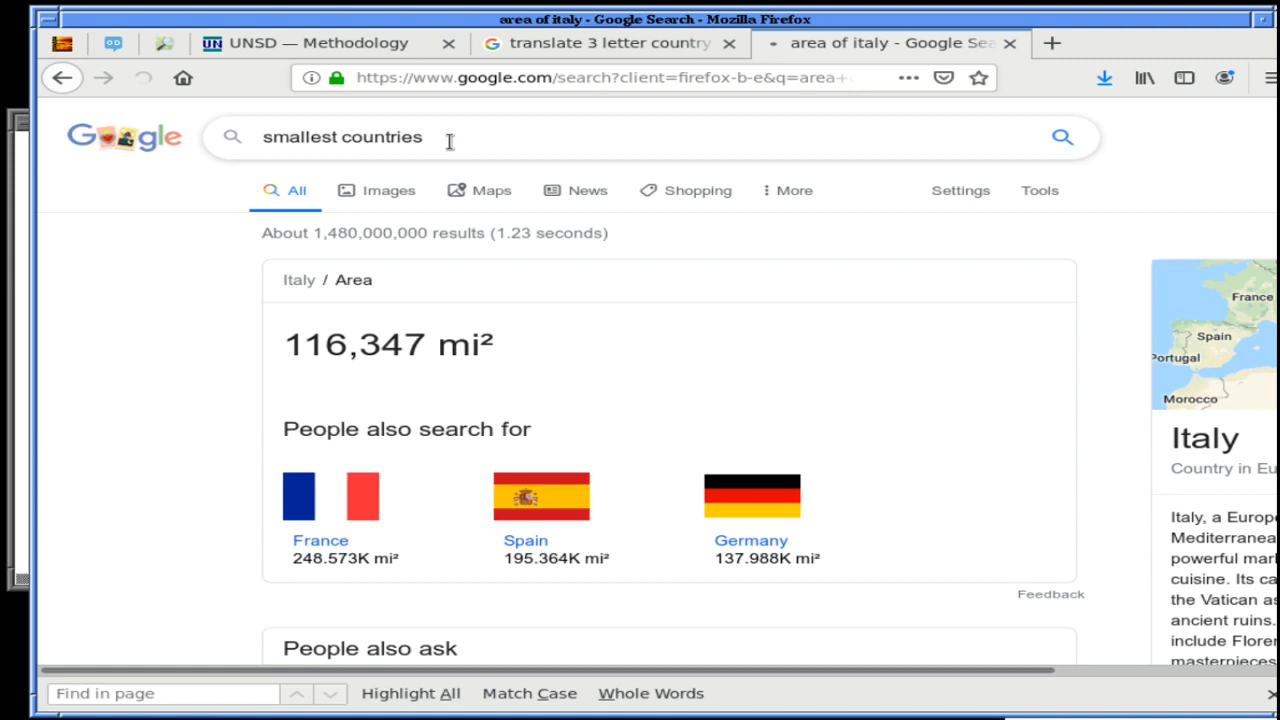 area of italy - Google Search - Mozilla Firefox
UN UNSD — Methodology
translate 3 letter country
area of italy - Google Sea
https://www.google.com/search?client=firefox-b-e&q=area+
Google
smallest countries
All
Images
Maps
News
Shopping
More
Settings
Tools
About 1,480,000,000 results (1.23 seconds)
Italy / Area
116,347 mi²
People also search for
France
248.573K mi²
Spain
195.364K mi²
Germany
137.988K mi²
Feedback
People also ask
France
Spain
Portugal
Morocco
Italy
Country in Eu
Italy, a Europe
Mediterranea
powerful mar
cuisine. Its ca
the Vatican as
ancient ruins.
include Floren
masterpieces
Find in page
Highlight All
Match Case
Whole Words